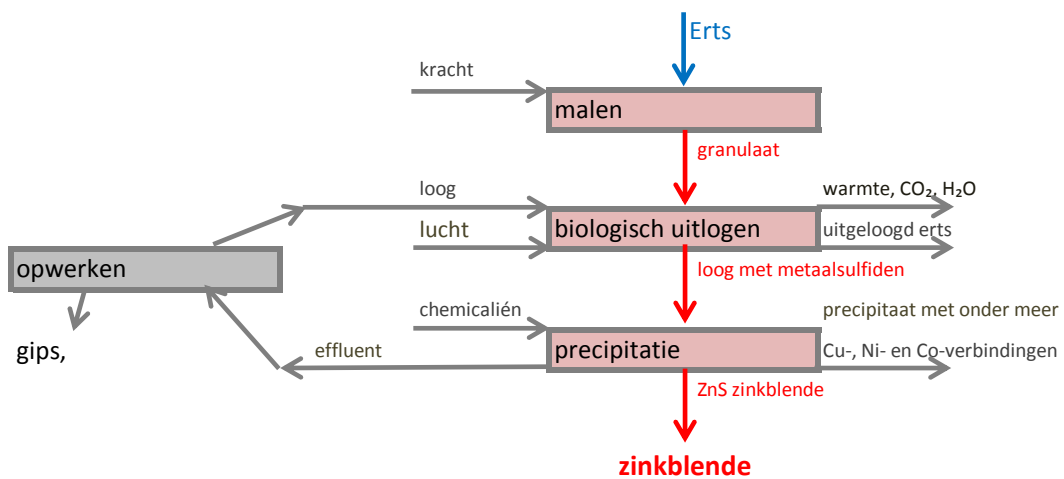 Erts
kracht
malen
granulaat
loog
warmte, CO₂, H₂O
lucht
biologisch uitlogen
uitgeloogd erts
opwerken
loog met metaalsulfiden
chemicalién
precipitaat met onder meer
gips,
effluent
precipitatie
Cu-, Ni- en Co-verbindingen
ZnS zinkblende
zinkblende